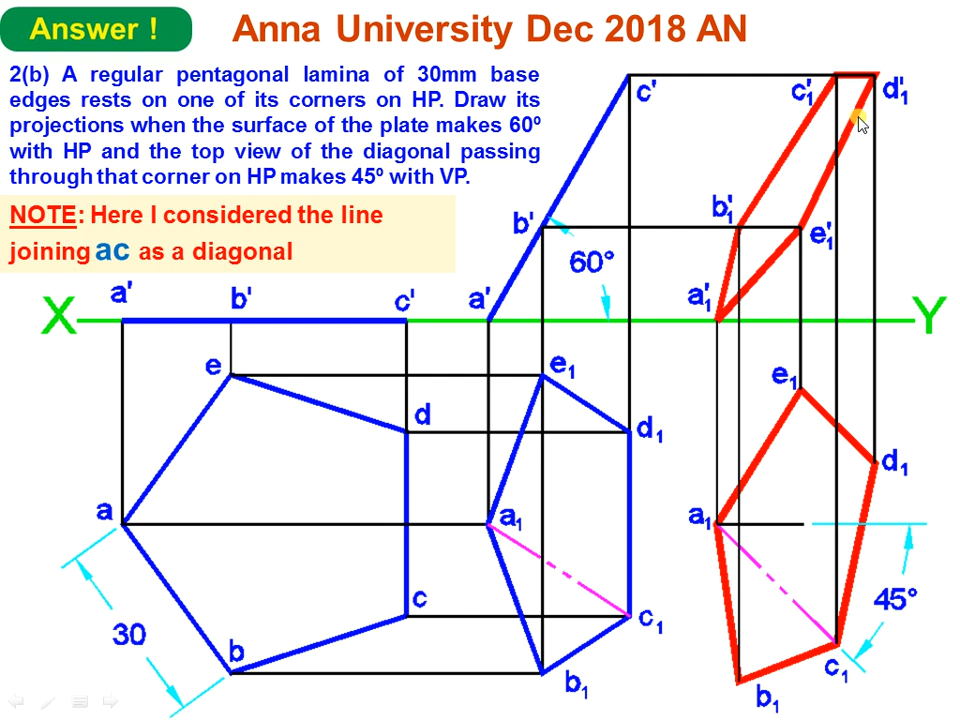 Answer !
Anna University Dec 2018 AN
2(b) A regular pentagonal lamina of 30mm base
edges rests on one of its corners on HP. Draw its
projections when the surface of the plate makes 60º
with HP and the top view of the diagonal passing
through that corner on HP makes 45º with VP.
NOTE: Here I considered the line
joining ac as a diagonal
c' c'1 d'1
b' b'1 e'1
60°
X a' b' c' a' a'1 Y
e e1 e1
d d1 d1
a a1 a1
c c1 45°
30
b b1 c1
b1